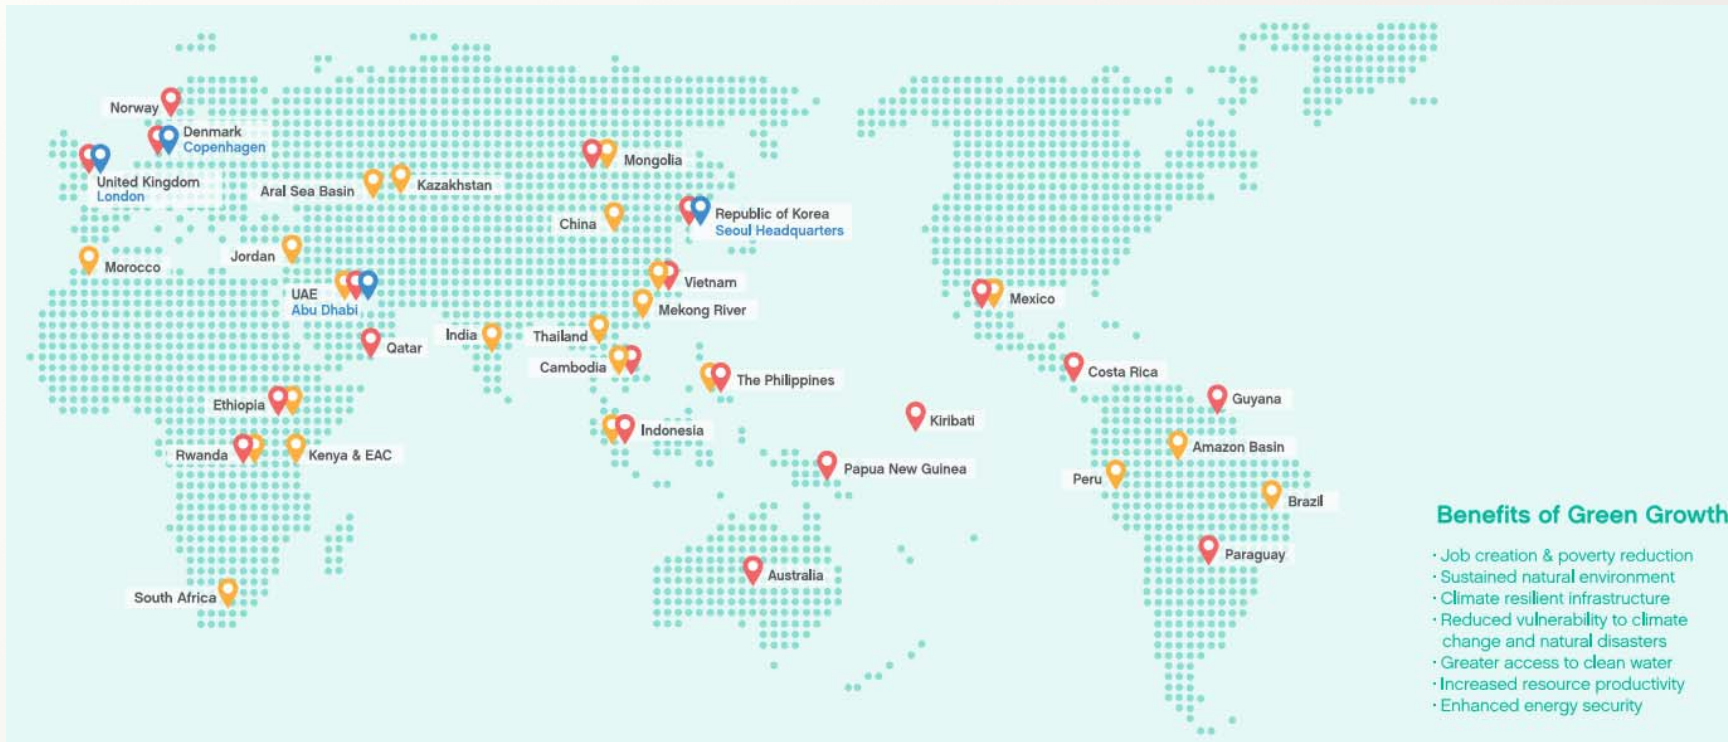 Norway
Denmark
Copenhagen
United Kingdom
London
Aral Sea Basin
Kazakhstan
Mongolia
China
Republic of Korea
Seoul Headquarters
Morocco
Jordan
UAE
Abu Dhabi
Vietnam
Mekong River
Mexico
Qatar
India
Thailand
Cambodia
The Philippines
Costa Rica
Ethiopia
Guyana
Rwanda
Kenya & EAC
Indonesia
Kiribati
Papua New Guinea
Amazon Basin
Peru
Brazil
Paraguay
Australia
South Africa
Benefits of Green Growth
· Job creation & poverty reduction
· Sustained natural environment
· Climate resilient infrastructure
· Reduced vulnerability to climate
change and natural disasters
· Greater access to clean water
· Increased resource productivity
· Enhanced energy security